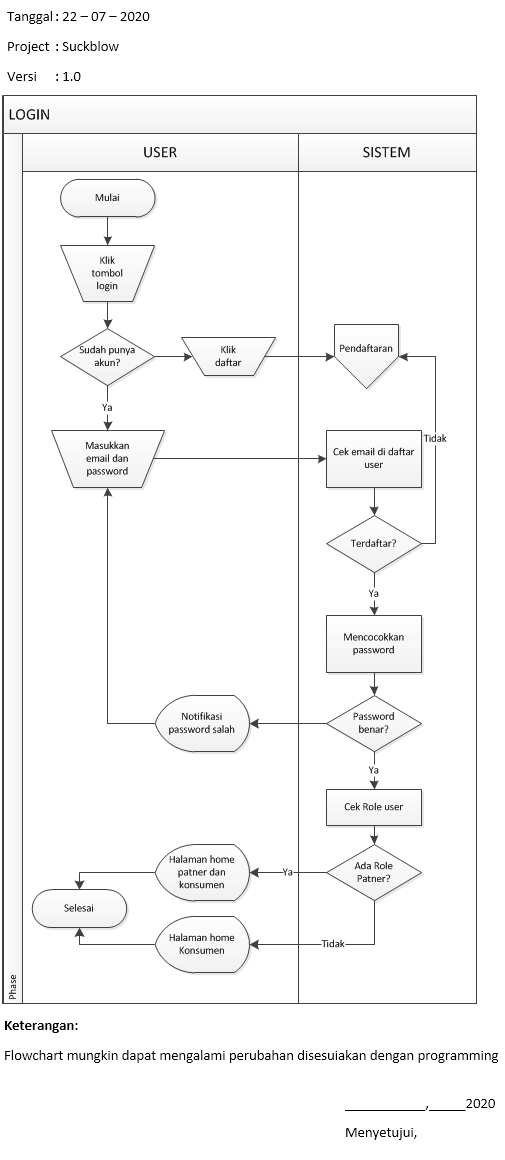 Tanggal : 22 – 07 – 2020
Project : Suckblow
Versi : 1.0
LOGIN
USER
SISTEM
Mulai
Klik
tombol
login
Sudah punya
akun?
Klik
daftar
Pendaftaran
Ya
Tidak
Masukkan
email dan
password
Cek email di daftar
user
Terdaftar?
Ya
Mencocokkan
password
Password
benar?
Notifikasi
password salah
Ya
Cek Role user
Ada Role
Patner?
Ya
Halaman home
patner dan
konsumen
Selesai
Tidak
Halaman home
Konsumen
Phase
Keterangan:
Flowchart mungkin dapat mengalami perubahan disesuiakan dengan programming
___________,_____2020
Menyetujui,